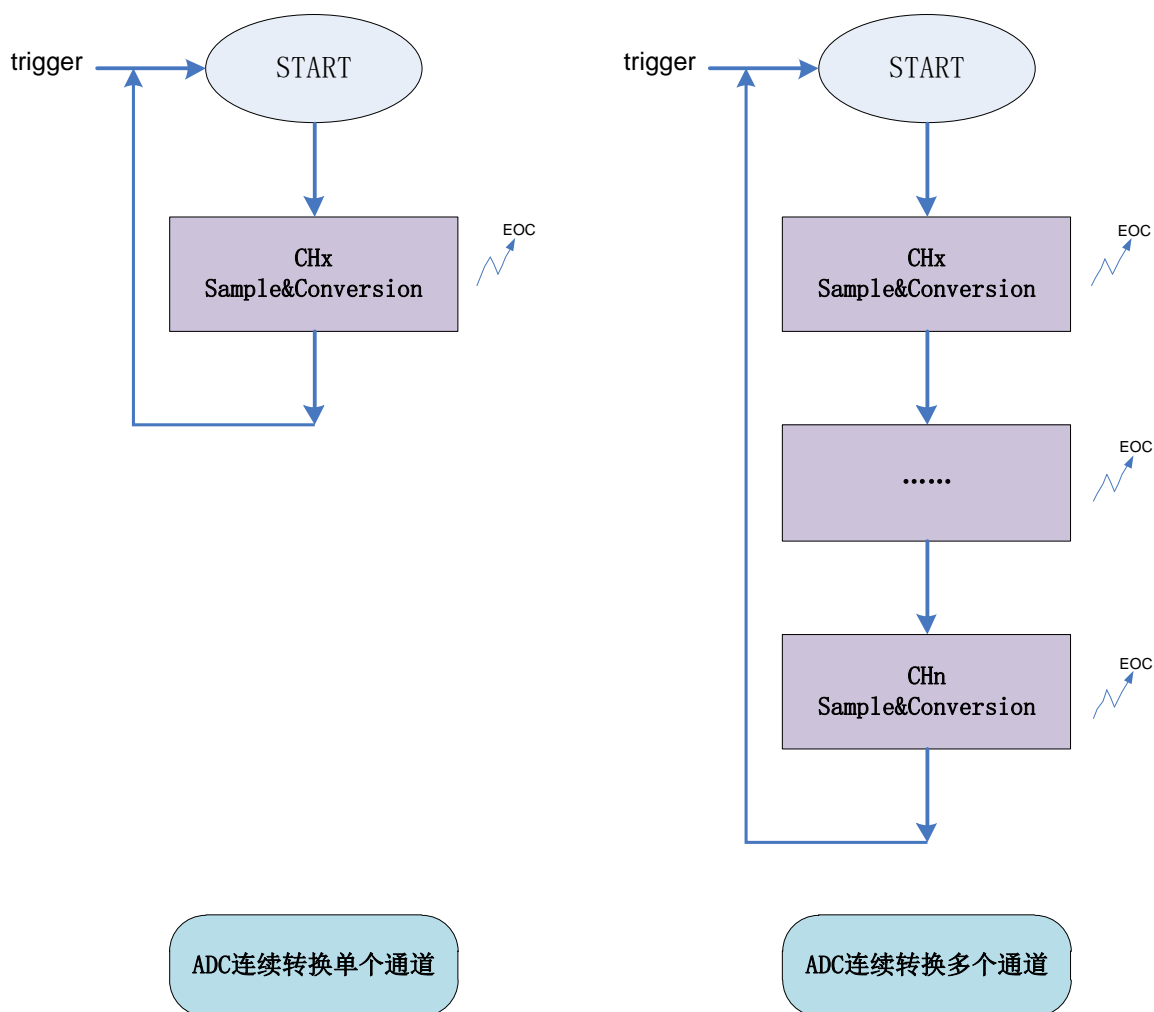 trigger
START
CHx
Sample&Conversion
EOC
ADC连续转换单个通道
trigger
START
CHx
Sample&Conversion
EOC
......
EOC
CHn
Sample&Conversion
EOC
ADC连续转换多个通道